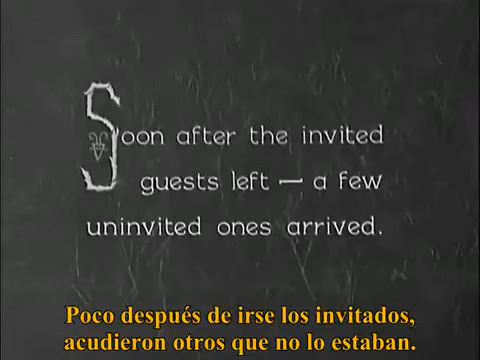 Soon after the invited
guests left — a few
uninvited ones arrived.
Poco después de irse los invitados,
acudieron otros que no lo estaban.